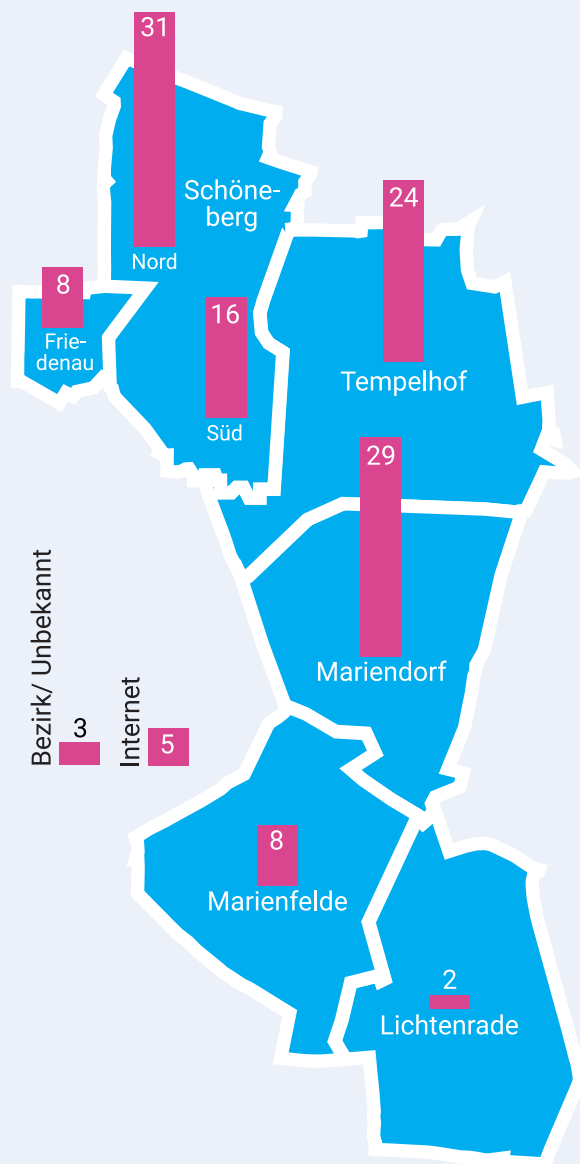 31
Schöne-
berg
Nord
24
Tempelhof
8
Frie-
denau
16
Süd
29
Mariendorf
Bezirk/ Unbekannt
3
Internet
5
8
Marienfelde
2
Lichtenrade